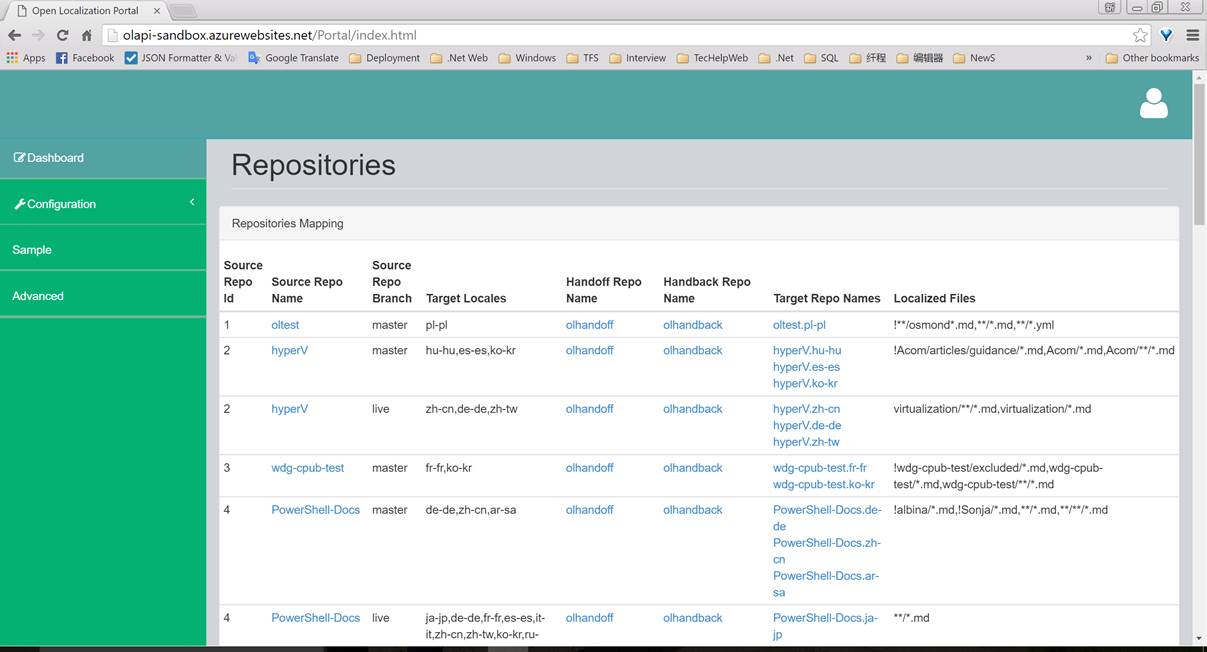 Open Localization Portal
olapi-sandbox.azurewebsites.net/Portal/index.html
Apps Facebook JSON Formatter & Va Google Translate Deployment .Net Web Windows TFS Interview TecHelpWeb .Net SQL 纤程 编辑器 NewS » Other bookmarks
Dashboard
Configuration
Sample
Advanced
Repositories
Repositories Mapping
Source Repo Id Source Repo Name Source Repo Branch Target Locales Handoff Repo Name Handback Repo Name Target Repo Names Localized Files
1 oltest master pl-pl olhandoff olhandback oltest.pl-pl !**/osmond*.md,**/*.md,**/*.yml
2 hyperV master hu-hu,es-es,ko-kr olhandoff olhandback hyperV.hu-hu !Acom/articles/guidance/*.md,Acom/*.md,Acom/**/*.md
hyperV.es-es
hyperV.ko-kr
2 hyperV live zh-cn,de-de,zh-tw olhandoff olhandback hyperV.zh-cn virtualization/**/*.md,virtualization/*.md
hyperV.de-de
hyperV.zh-tw
3 wdg-cpub-test master fr-fr,ko-kr olhandoff olhandback wdg-cpub-test.fr-fr !wdg-cpub-test/excluded/*.md,wdg-cpub-
wdg-cpub-test.ko-kr test/*.md,wdg-cpub-test/**/*.md
4 PowerShell-Docs master de-de,zh-cn,ar-sa olhandoff olhandback PowerShell-Docs.de- !albina/*.md,!Sonja/*.md,**/*.md,**/**/*.md
de
PowerShell-Docs.zh-
cn
PowerShell-Docs.ar-
sa
4 PowerShell-Docs live ja-jp,de-de,fr-fr,es-es,it- olhandoff olhandback PowerShell-Docs.ja- **/*.md
it,zh-cn,zh-tw,ko-kr,ru- jp